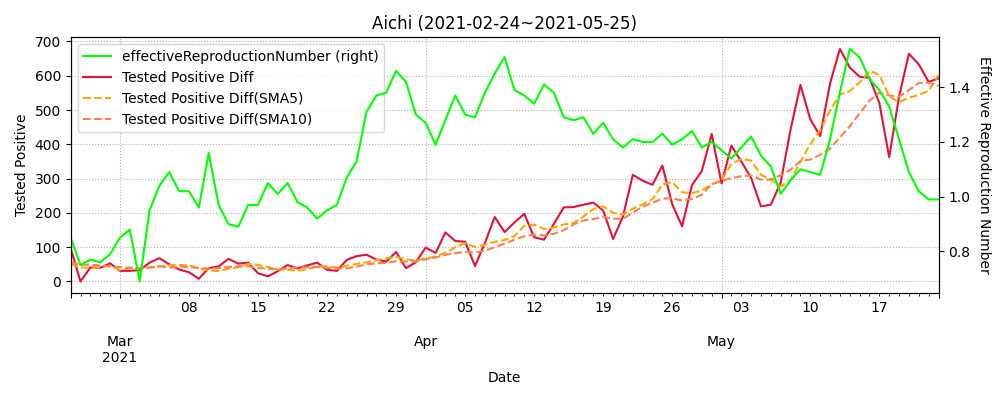 Aichi (2021-02-24~2021-05-25)
effectiveReproductionNumber (right)
Tested Positive Diff
Tested Positive Diff(SMA5)
Tested Positive Diff(SMA10)
Tested Positive
700
600
500
400
300
200
100
0
1.4
1.2
1.0
0.8
Effective Reproduction Number
08 15 22 29 05 12 19 26 03 10 17
Mar Apr May
2021
Date